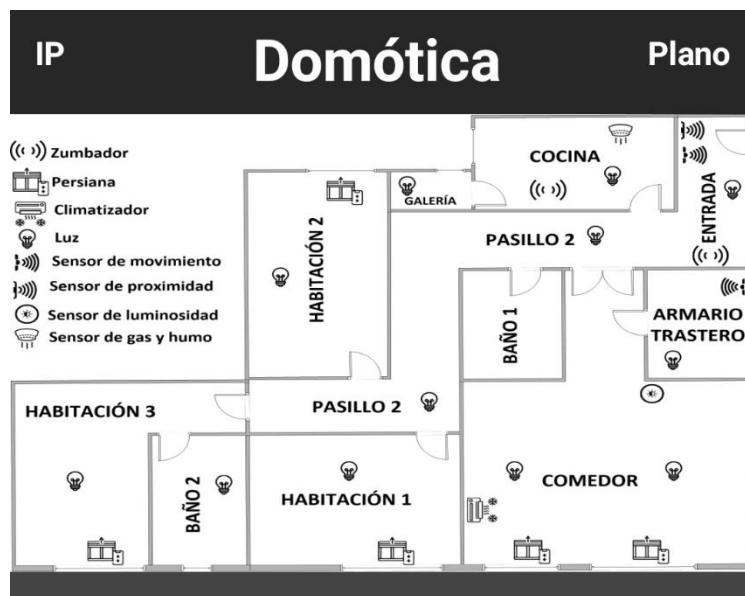 IP
Domótica
Plano
Zumbador
Persiana
Climatizador
Luz
Sensor de movimiento
Sensor de proximidad
Sensor de luminosidad
Sensor de gas y humo
COCINA
GALERÍA
ENTRADA
HABITACIÓN 2
PASILLO 2
BAÑO 1
ARMARIO
TRASTERO
HABITACIÓN 3
PASILLO 2
BAÑO 2
HABITACIÓN 1
COMEDOR